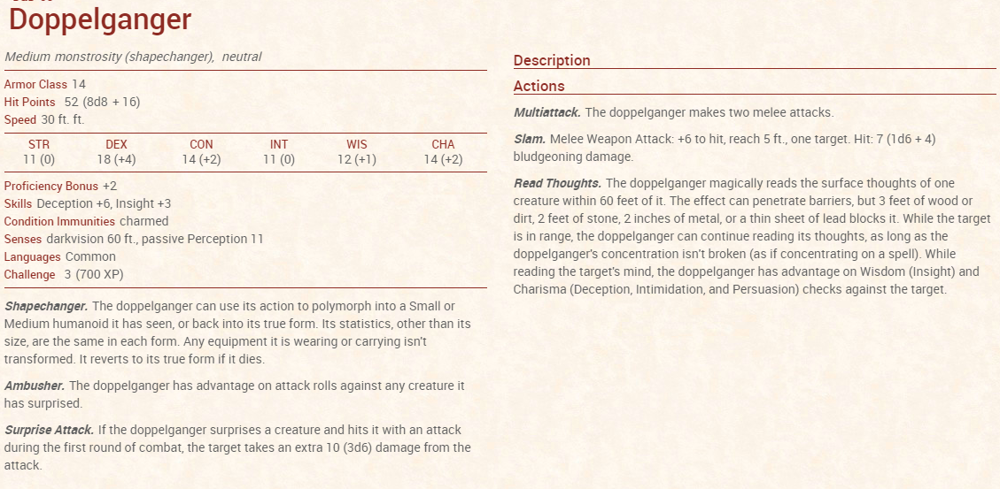 Doppelganger
Medium monstrosity (shapechanger),  neutral
Armor Class 14
Hit Points  52 (8d8 + 16)
Speed 30 ft. ft.
STR DEX CON INT WIS CHA
11 (0) 18 (+4) 14 (+2) 11 (0) 12 (+1) 14 (+2)
Proficiency Bonus +2
Skills Deception +6, Insight +3
Condition Immunities charmed
Senses darkvision 60 ft., passive Perception 11
Languages Common
Challenge  3 (700 XP)
Shapechanger. The doppelganger can use its action to polymorph into a Small or
Medium humanoid it has seen, or back into its true form. Its statistics, other than its
size, are the same in each form. Any equipment it is wearing or carrying isn't
transformed. It reverts to its true form if it dies.
Ambusher. The doppelganger has advantage on attack rolls against any creature it
has surprised.
Surprise Attack. If the doppelganger surprises a creature and hits it with an attack
during the first round of combat, the target takes an extra 10 (3d6) damage from the
attack.
Description
Actions
Multiattack. The doppelganger makes two melee attacks.
Slam. Melee Weapon Attack: +6 to hit, reach 5 ft., one target. Hit: 7 (1d6 + 4)
bludgeoning damage.
Read Thoughts. The doppelganger magically reads the surface thoughts of one
creature within 60 feet of it. The effect can penetrate barriers, but 3 feet of wood or
dirt, 2 feet of stone, 2 inches of metal, or a thin sheet of lead blocks it. While the target
is in range, the doppelganger can continue reading its thoughts, as long as the
doppelganger's concentration isn't broken (as if concentrating on a spell). While
reading the target's mind, the doppelganger has advantage on Wisdom (Insight) and
Charisma (Deception, Intimidation, and Persuasion) checks against the target.